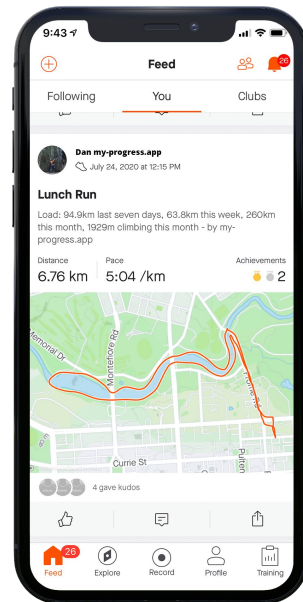 9:43
26
Feed
Following
You
Clubs
Dan my-progress.app
July 24, 2020 at 12:15 PM
Lunch Run
Load: 94.9km last seven days, 63.8km this week, 260km
this month, 1929m climbing this month - by my-
progress.app
Distance
Pace
Achievements
6.76 km
5:04 /km
2
Memorial Dr
Montefiore Rd
Currie St
Pulten
4 gave kudos
26
Feed
Explore
Record
Profile
Training